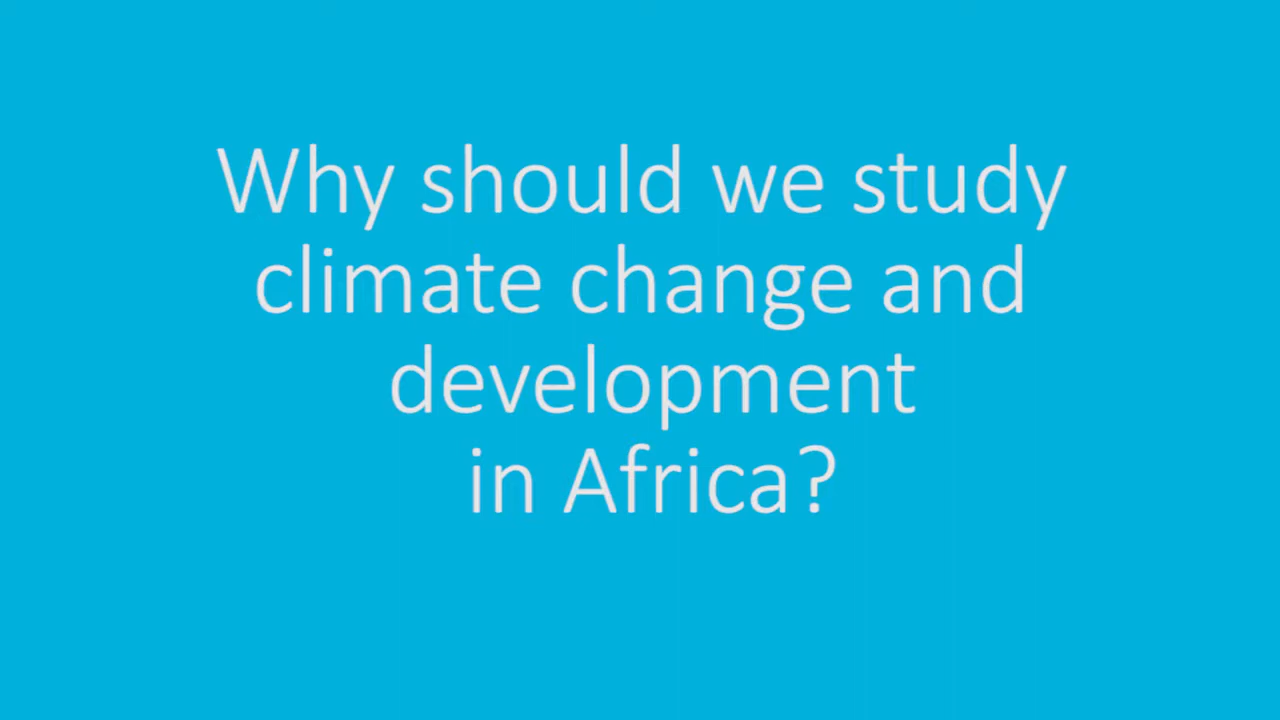 Why should we study
climate change and
development
in Africa?